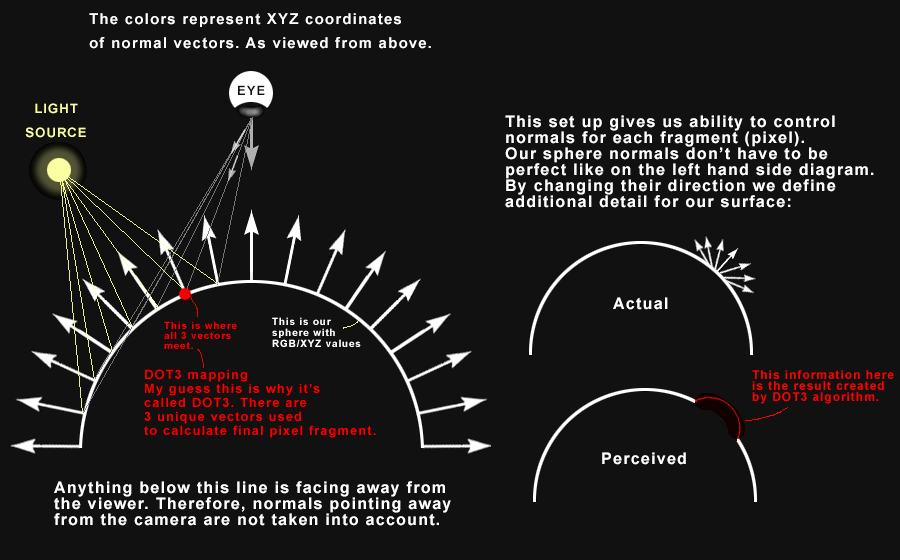 The colors represent XYZ coordinates
of normal vectors. As viewed from above.
EYE
LIGHT
SOURCE
This is where
all 3 vectors
meet.
This is our
sphere with
RGB/XYZ values
DOT3 mapping
My guess this is why it's
called DOT3. There are
3 unique vectors used
to calculate final pixel fragment.
Anything below this line is facing away from
the viewer. Therefore, normals pointing away
from the camera are not taken into account.
This set up gives us ability to control
normals for each fragment (pixel).
Our sphere normals don't have to be
perfect like on the left hand side diagram.
By changing their direction we define
additional detail for our surface:
Actual
This information here
is the result created
by DOT3 algorithm.
Perceived